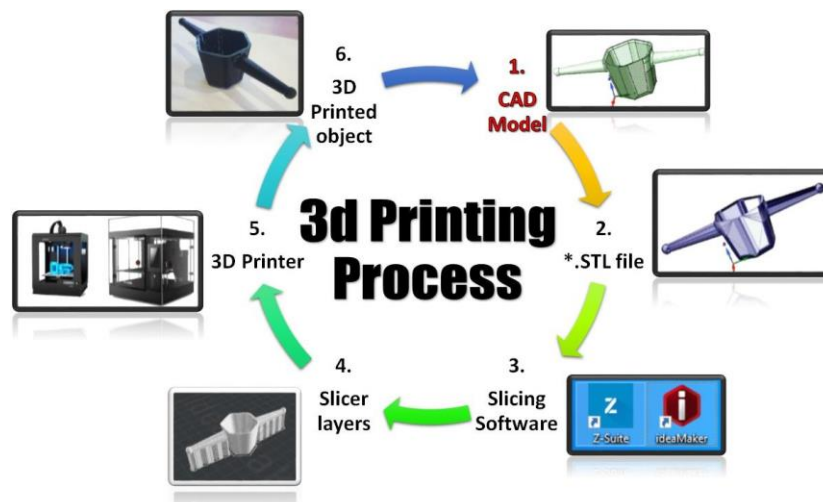 3d Printing
Process
1.
CAD
Model
2.
*.STL file
3.
Slicing
Software
Z-Suite
ideaMaker
4.
Slicer
layers
5.
3D Printer
6.
3D
Printed
object